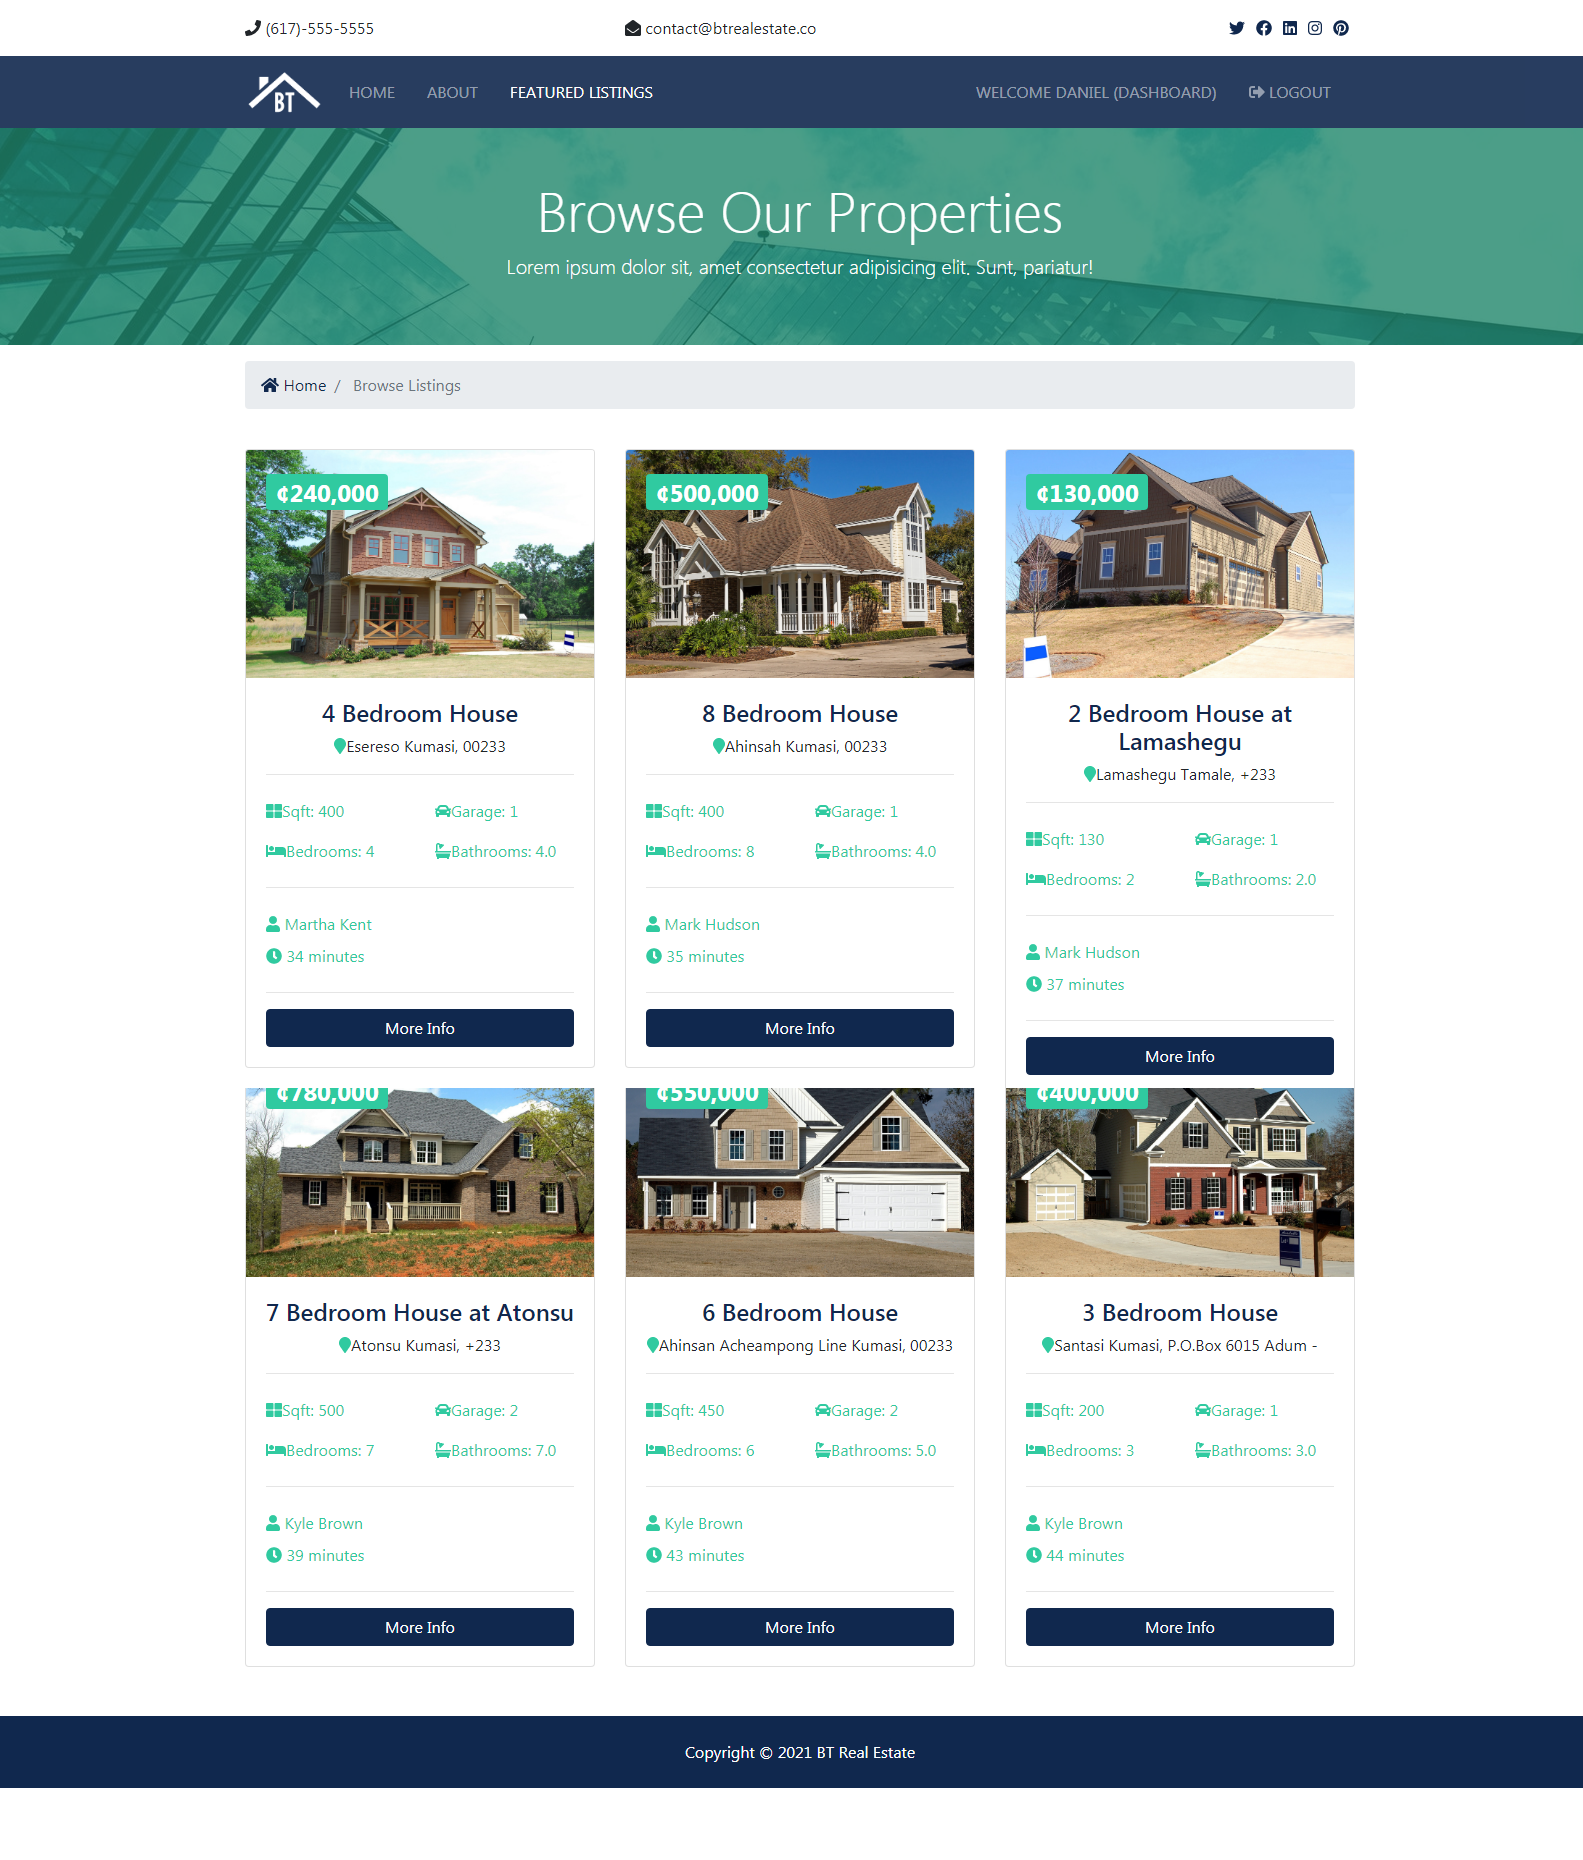 (617)-555-5555
contact@btrealestate.co
BT
HOME
ABOUT
FEATURED LISTINGS
WELCOME DANIEL (DASHBOARD)
LOGOUT
Browse Our Properties
Lorem ipsum dolor sit, amet consectetur adipisicing elit. Sunt, pariatur!
Home / Browse Listings
¢240,000
4 Bedroom House
Esereso Kumasi, 00233
Sqft: 400
Garage: 1
Bedrooms: 4
Bathrooms: 4.0
Martha Kent
34 minutes
More Info
¢500,000
8 Bedroom House
Ahinsah Kumasi, 00233
Sqft: 400
Garage: 1
Bedrooms: 8
Bathrooms: 4.0
Mark Hudson
35 minutes
More Info
¢130,000
2 Bedroom House at
Lamashegu
Lamashegu Tamale, +233
Sqft: 130
Garage: 1
Bedrooms: 2
Bathrooms: 2.0
Mark Hudson
37 minutes
More Info
¢780,000
7 Bedroom House at Atonsu
Atonsu Kumasi, +233
Sqft: 500
Garage: 2
Bedrooms: 7
Bathrooms: 7.0
Kyle Brown
39 minutes
More Info
¢550,000
6 Bedroom House
Ahinsan Acheampong Line Kumasi, 00233
Sqft: 450
Garage: 2
Bedrooms: 6
Bathrooms: 5.0
Kyle Brown
43 minutes
More Info
¢400,000
3 Bedroom House
Santasi Kumasi, P.O.Box 6015 Adum -
Sqft: 200
Garage: 1
Bedrooms: 3
Bathrooms: 3.0
Kyle Brown
44 minutes
More Info
Copyright © 2021 BT Real Estate